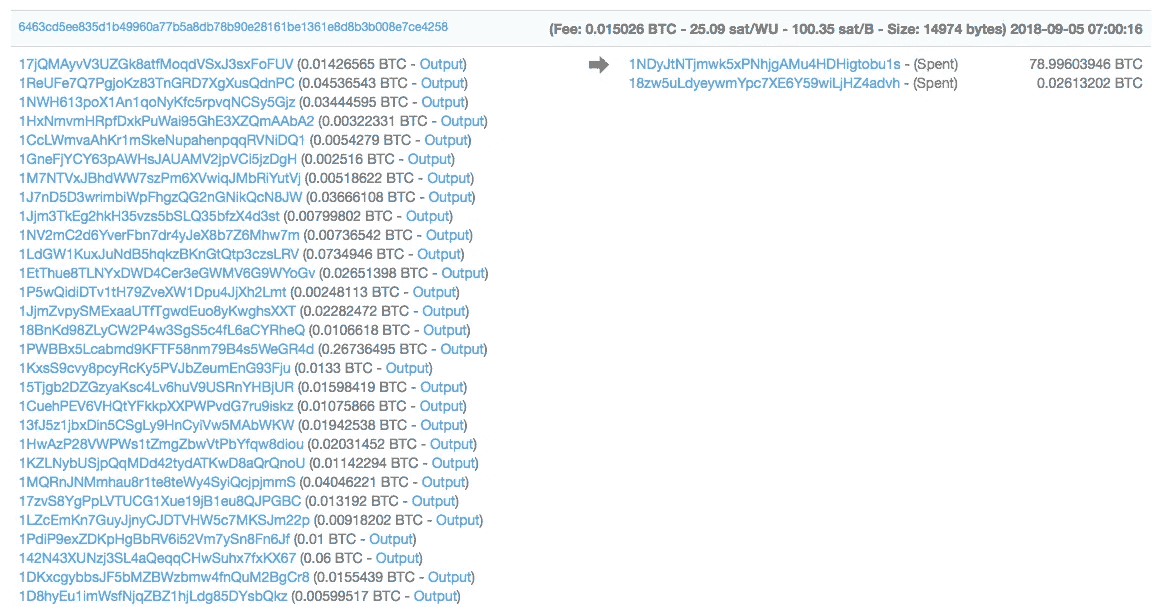 6463cd5ee835d1b49960a77b5a8db78b90e28161be1361e8d8b3b008e7ce4258 (Fee: 0.015026 BTC - 25.09 sat/WU - 100.35 sat/B - Size: 14974 bytes) 2018-09-05 07:00:16
17jQMAyvV3UZGk8atfMoqdVSxJ3sxFoFUV (0.01426565 BTC - Output)
1NDyJtNTjmwk5xPNhjgAMu4HDHigtobu1s - (Spent) 78.99603946 BTC
1ReUFe7Q7PgjoKz83TnGRD7XgXusQdnPC (0.04536543 BTC - Output)
18zw5uLdyeywmYpc7XE6Y59wiLjHZ4advh - (Spent) 0.02613202 BTC
1NWH613poX1An1qoNyKfc5rpvqNCSy5Gjz (0.03444595 BTC - Output)
1HxNmvmHRpfDxkPuWai95GhE3XZQmAAbA2 (0.00322331 BTC - Output)
1CcLWmvaAhKr1mSkeNupahenpqqRVNiDQ1 (0.0054279 BTC - Output)
1GneFjYCY63pAWHsJAUAMV2jpVCi5jzDgH (0.002516 BTC - Output)
1M7NTVxJBhdWW7szPm6XVwiqJMbRiYutVj (0.00518622 BTC - Output)
1J7nD5D3wrimbiWpFhgzQG2nGNikQcN8JW (0.03666108 BTC - Output)
1Jjm3TkEg2hkH35vzs5bSLQ35bfzX4d3st (0.00799802 BTC - Output)
1NV2mC2d6YverFbn7dr4yJeX8b7Z6Mhw7m (0.00736542 BTC - Output)
1LdGW1KuxJuNdB5hqkzBKnGtQtp3czsLRV (0.0734946 BTC - Output)
1EtThue8TLNYxDWD4Cer3eGWMV6G9WYoGv (0.02651398 BTC - Output)
1P5wQidiDTv1tH79ZveXW1Dpu4JjXh2Lmt (0.00248113 BTC - Output)
1JjmZvpySMExaaUTfTgwdEuo8yKwghsXXT (0.02282472 BTC - Output)
18BnKd98ZLyCW2P4w3SgS5c4fL6aCYRheQ (0.0106618 BTC - Output)
1PWBBx5Lcabmd9KFTF58nm79B4s5WeGR4d (0.26736495 BTC - Output)
1KxsS9cvy8pcyRcKy5PVJbZeumEnG93Fju (0.0133 BTC - Output)
15Tjgb2DZGzyaKsc4Lv6huV9USRnYHBjUR (0.01598419 BTC - Output)
1CuehPEV6VHQtYFkkpXXPWPvdG7ru9iskz (0.01075866 BTC - Output)
13fJ5z1jbxDin5CSgLy9HnCyiVw5MAbWKW (0.01942538 BTC - Output)
1HwAzP28VWPWs1tZmgZbwVtPbYfqw8diou (0.02031452 BTC - Output)
1KZLNybUSjpQqMDd42tydATKwD8aQrQnoU (0.01142294 BTC - Output)
1MQRnJNMmhau8r1te8teWy4SyiQcjpjmmS (0.04046221 BTC - Output)
17zvS8YgPpLVTUCG1Xue19jB1eu8QJPGBC (0.013192 BTC - Output)
1LZcEmKn7GuyJjnyCJDTVHW5c7MKSJm22p (0.00918202 BTC - Output)
1PdiP9exZDKpHgBbRV6i52Vm7ySn8Fn6Jf (0.01 BTC - Output)
142N43XUNzj3SL4aQeqqCHwSuhx7fxKX67 (0.06 BTC - Output)
1DKxcgybbsJF5bMZBWzbmw4fnQuM2BgCr8 (0.0155439 BTC - Output)
1D8hyEu1imWsfNjqZBZ1hjLdg85DYsbQkz (0.00599517 BTC - Output)